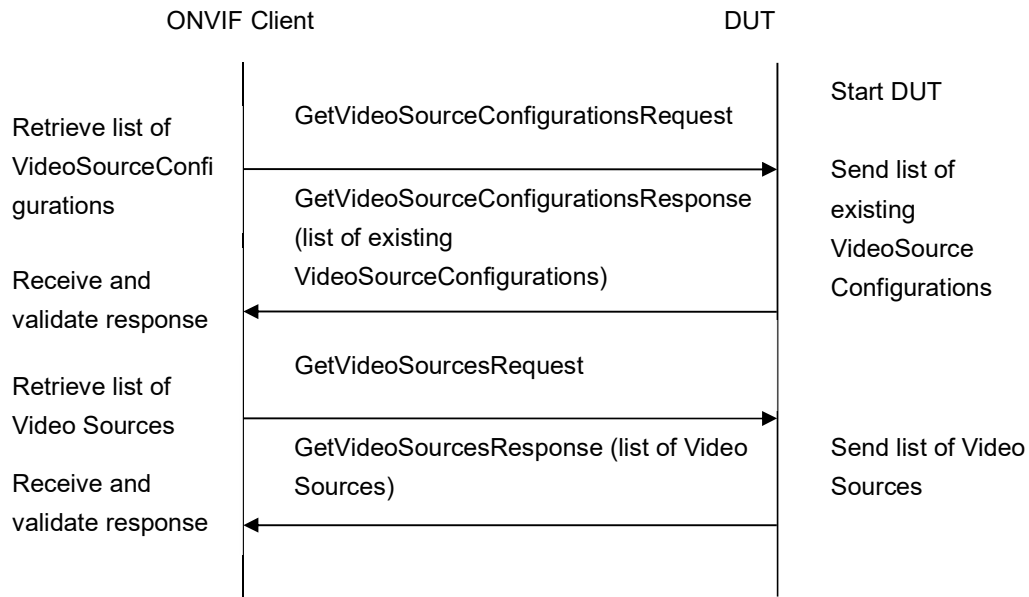 ONVIF Client
DUT
Start DUT
Retrieve list of
VideoSourceConfi
gurations
GetVideoSourceConfigurationsRequest
Send list of
existing
VideoSource
Configurations
GetVideoSourceConfigurationsResponse
(list of existing
VideoSourceConfigurations)
Receive and
validate response
GetVideoSourcesRequest
Retrieve list of
Video Sources
GetVideoSourcesResponse (list of Video
Sources)
Send list of Video
Sources
Receive and
validate response